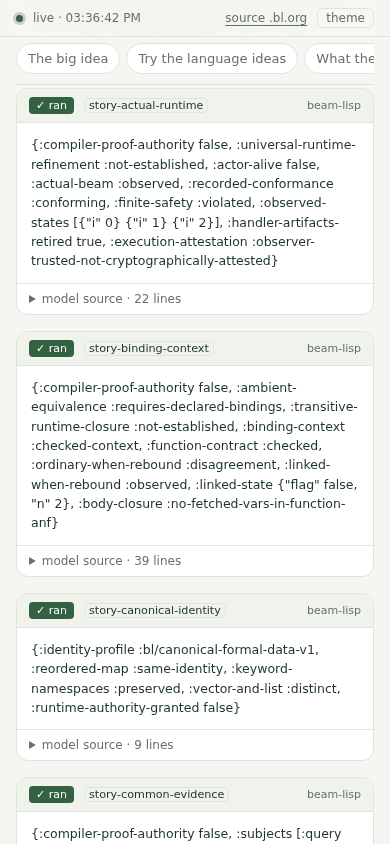 live · 03:36:42 PM source .bl.org theme
The big idea Try the language ideas What the
✓ ran story-actual-runtime beam-lisp
{:compiler-proof-authority false, :universal-runtime-
refinement :not-established, :actor-alive false,
:actual-beam :observed, :recorded-conformance
:conforming, :finite-safety :violated, :observed-
states [{"i" 0} {"i" 1} {"i" 2}], :handler-artifacts-
retired true, :execution-attestation :observer-
trusted-not-cryptographically-attested}
model source · 22 lines
✓ ran story-binding-context beam-lisp
{:compiler-proof-authority false, :ambient-
equivalence :requires-declared-bindings, :transitive-
runtime-closure :not-established, :binding-context
:checked-context, :function-contract :checked,
:ordinary-when-rebound :disagreement, :linked-
when-rebound :observed, :linked-state {"flag" false,
"n" 2}, :body-closure :no-fetched-vars-in-function-
anf}
model source · 39 lines
✓ ran story-canonical-identity beam-lisp
{:identity-profile :bl/canonical-formal-data-v1,
:reordered-map :same-identity, :keyword-
namespaces :preserved, :vector-and-list :distinct,
:runtime-authority-granted false}
model source · 9 lines
✓ ran story-common-evidence beam-lisp
{:compiler-proof-authority false, :subjects [:query